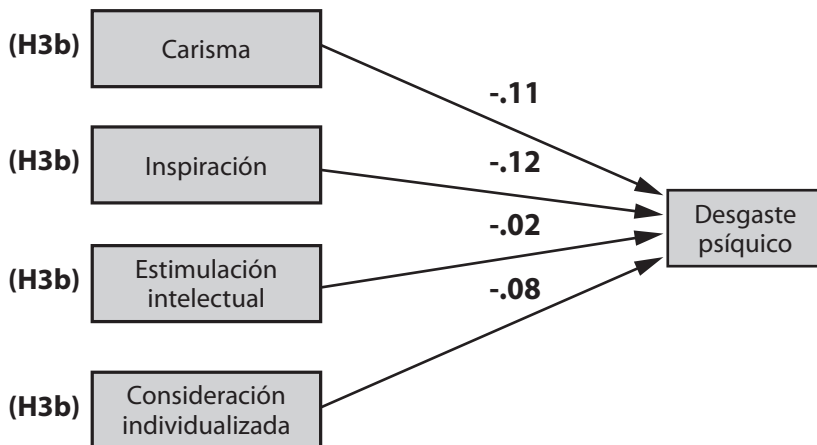 (H3b)
Carisma
-.11
(H3b)
Inspiración
-.12
Desgaste
psíquico
-.02
(H3b)
Estimulación
intelectual
-.08
(H3b)
Consideración
individualizada